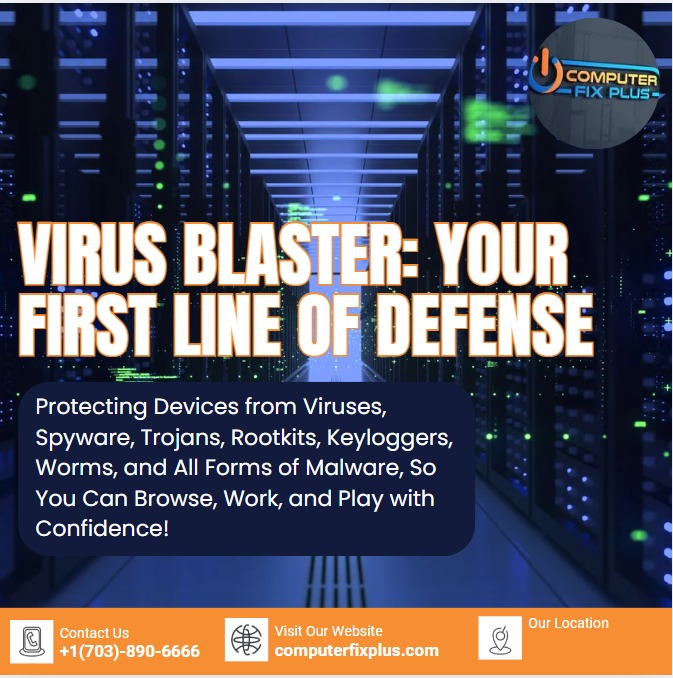 COMPUTER
FIX PLUS
VIRUS BLASTER: YOUR
FIRST LINE OF DEFENSE
Protecting Devices from Viruses,
Spyware, Trojans, Rootkits, Keyloggers,
Worms, and All Forms of Malware, So
You Can Browse, Work, and Play with
Confidence!
Contact Us
+1(703)-890-6666
Visit Our Website
computerfixplus.com
Our Location